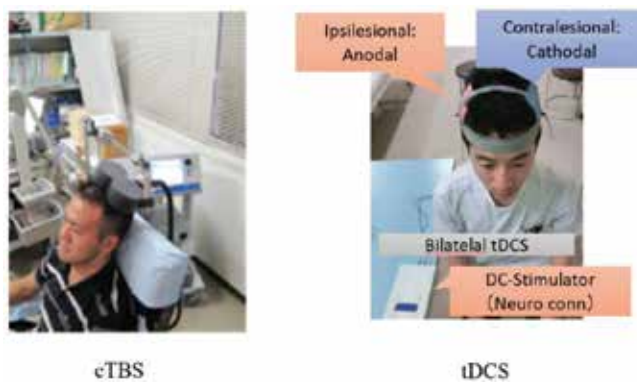 Ipsilesional:
Anodal
Contralesional:
Cathodal
Bilatelal tDCS
DC-Stimulator
(Neuro conn)
cTBS
tDCS